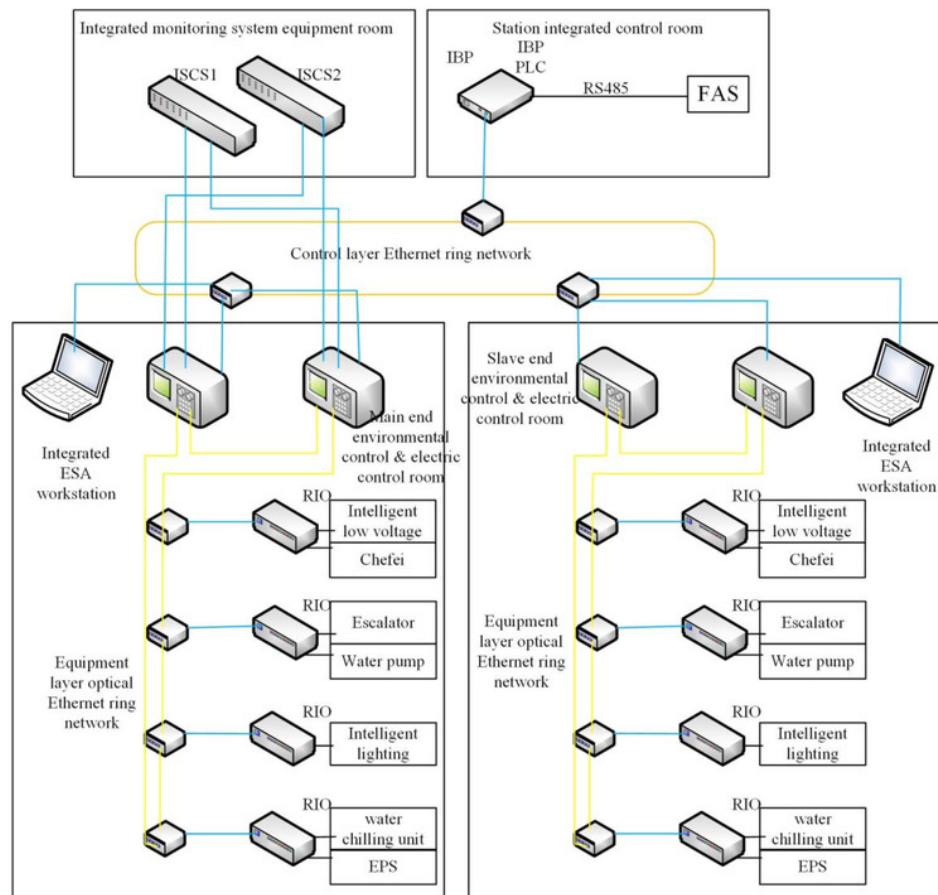 Integrated monitoring system equipment room
ISCS1
ISCS2
Station integrated control room
IBP
IBP
PLC
RS485
FAS
Control layer Ethernet ring network
Integrated
ESA
workstation
Main end
environmental
control & electric
control room
RIO
Intelligent
low voltage
Chefei
RIO
Escalator
Water pump
Equipment
layer optical
Ethernet ring
network
RIO
Intelligent
lighting
RIO
water
chilling unit
EPS
Slave end
environmental
control & electric
control room
Integrated
ESA
workstation
RIO
Intelligent
low voltage
Chefei
RIO
Escalator
Water pump
Equipment
layer optical
Ethernet ring
network
RIO
Intelligent
lighting
RIO
water
chilling unit
EPS